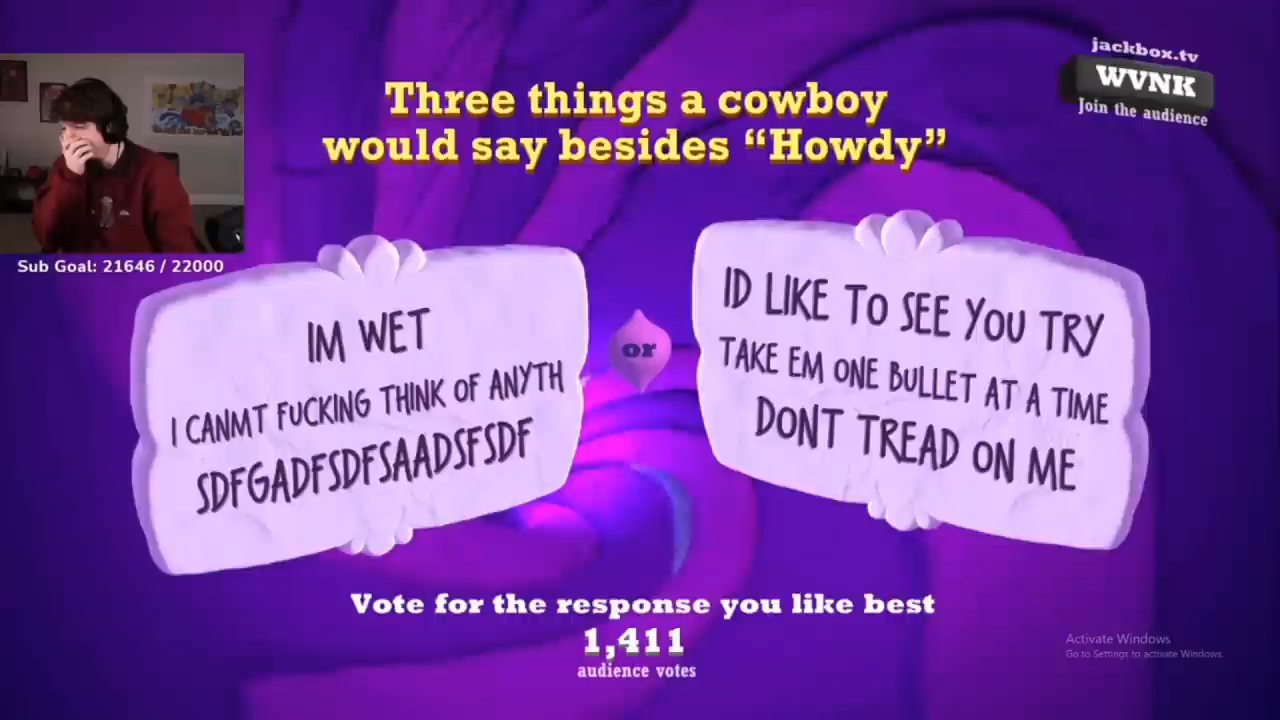 jackbox.tv
WVNK
Join the audience
Three things a cowboy
would say besides “Howdy”
Sub Goal: 21646 / 22000
IM WET
I CANMT FUCKING THINK OF ANYTH
SDFGADFSDFSAADSFSDF
or
ID LIKE TO SEE YOU TRY
TAKE EM ONE BULLET AT A TIME
DONT TREAD ON ME
Vote for the response you like best
1,411
audience votes
Activate Windows
Go to Settings to activate Windows.